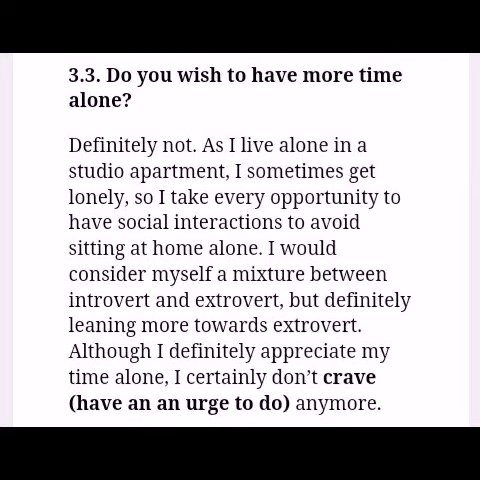 3.3. Do you wish to have more time
alone?
Definitely not. As I live alone in a
studio apartment, I sometimes get
lonely, so I take every opportunity to
have social interactions to avoid
sitting at home alone. I would
consider myself a mixture between
introvert and extrovert, but definitely
leaning more towards extrovert.
Although I definitely appreciate my
time alone, I certainly don’t crave
(have an an urge to do) anymore.